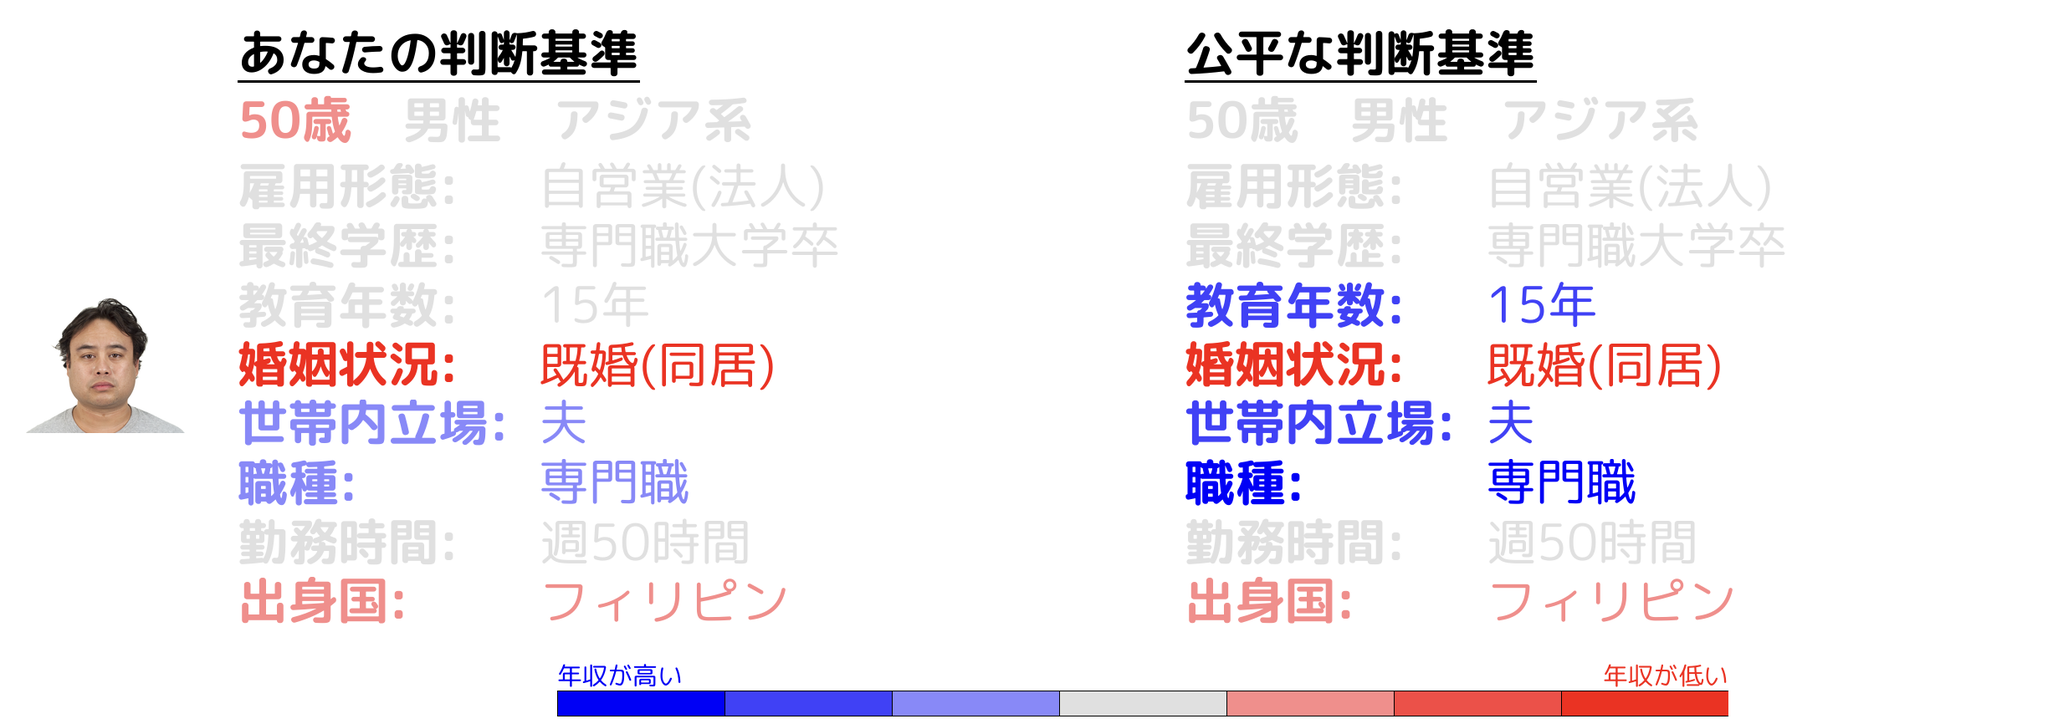 あなたの判断基準
50歳 男性 アジア系
雇用形態: 自営業(法人)
最終学歴: 専門職大学卒
教育年数: 15年
婚姻状況: 既婚(同居)
世帯内立場: 夫
職種: 専門職
勤務時間: 週50時間
出身国: フィリピン
公平な判断基準
50歳 男性 アジア系
雇用形態: 自営業(法人)
最終学歴: 専門職大学卒
教育年数: 15年
婚姻状況: 既婚(同居)
世帯内立場: 夫
職種: 専門職
勤務時間: 週50時間
出身国: フィリピン
年収が高い
年収が低い